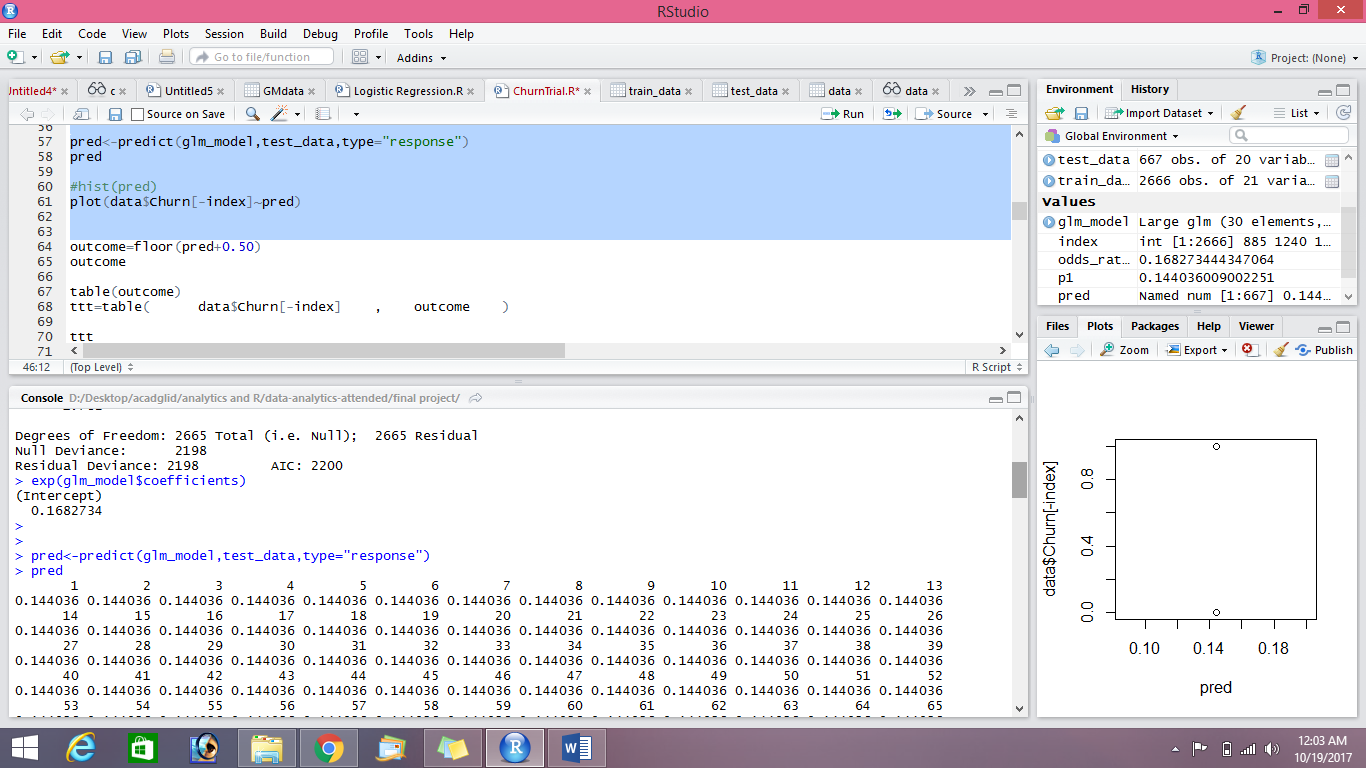 RStudio
File Edit Code View Plots Session Build Debug Profile Tools Help
Go to file/function Addins Project: (None)
Untitled4* c Untitled5 GMdata Logistic Regression.R ChurnTrial.R* train_data test_data data data
Source on Save Run Source
56
57 pred<-predict(glm_model,test_data,type="response")
58 pred
59
60 #hist(pred)
61 plot(data$Churn[-index]~pred)
62
63
64 outcome=floor(pred+0.50)
65 outcome
66
67 table(outcome)
68 ttt=table( data$Churn[-index] , outcome )
69
70 ttt
71
46:12 (Top Level) R Script
Console D:/Desktop/acadglid/analytics and R/data-analytics-attended/final project/
Degrees of Freedom: 2665 Total (i.e. Null); 2665 Residual
Null Deviance: 2198
Residual Deviance: 2198 AIC: 2200
> exp(glm_model$coefficients)
(Intercept)
0.1682734
>
>
> pred<-predict(glm_model,test_data,type="response")
> pred
1 2 3 4 5 6 7 8 9 10 11 12 13
0.144036 0.144036 0.144036 0.144036 0.144036 0.144036 0.144036 0.144036 0.144036 0.144036 0.144036 0.144036 0.144036
14 15 16 17 18 19 20 21 22 23 24 25 26
0.144036 0.144036 0.144036 0.144036 0.144036 0.144036 0.144036 0.144036 0.144036 0.144036 0.144036 0.144036 0.144036
27 28 29 30 31 32 33 34 35 36 37 38 39
0.144036 0.144036 0.144036 0.144036 0.144036 0.144036 0.144036 0.144036 0.144036 0.144036 0.144036 0.144036 0.144036
40 41 42 43 44 45 46 47 48 49 50 51 52
0.144036 0.144036 0.144036 0.144036 0.144036 0.144036 0.144036 0.144036 0.144036 0.144036 0.144036 0.144036 0.144036
53 54 55 56 57 58 59 60 61 62 63 64 65
Environment History
Import Dataset List
Global Environment
test_data 667 obs. of 20 variab...
train_da... 2666 obs. of 21 varia...
Values
glm_model Large glm (30 elements,...
index int [1:2666] 885 1240 1...
odds_rat... 0.168273444347064
p1 0.144036009002251
pred Named num [1:667] 0.144...
Files Plots Packages Help Viewer
Zoom Export Publish
data$Churn[-index]
0.8
0.4
0.0
0.10 0.14 0.18
pred
12:03 AM
10/19/2017